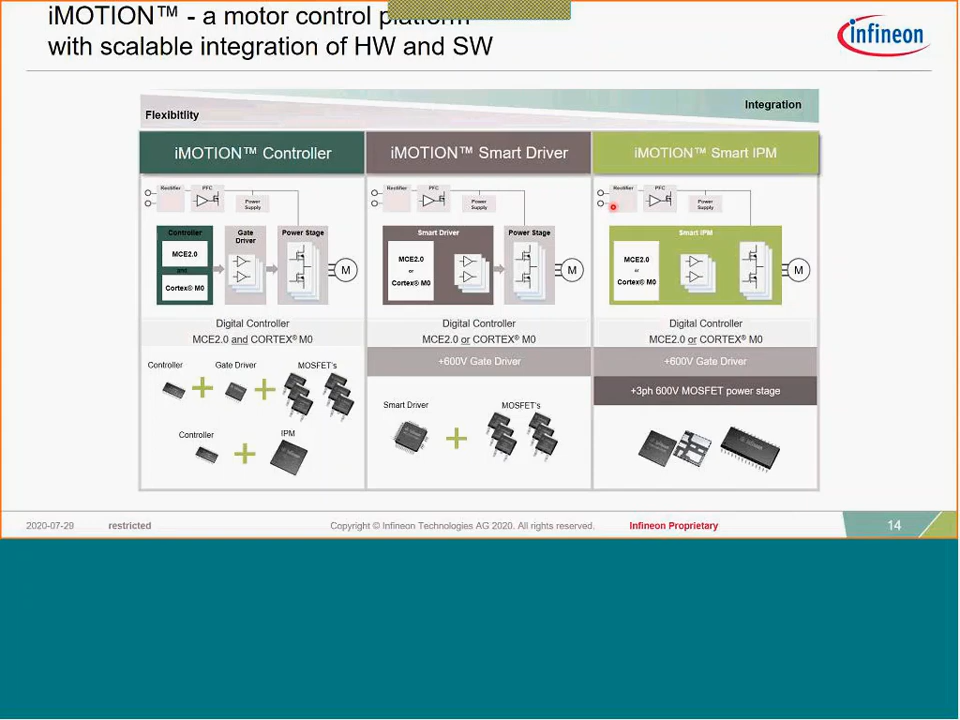 iMOTION™ - a motor control platform
with scalable integration of HW and SW
infineon
Integration
Flexibitlity
iMOTION™ Controller
iMOTION™ Smart Driver
iMOTION™ Smart IPM
Rectifier PFC
Power
Supply
Rectifier PFC
Power
Supply
Rectifier PFC
Power
Supply
Controller
MCE2.0
and
Cortex® M0
Gate
Driver
Power Stage
M
Smart Driver
MCE2.0
or
Cortex® M0
Power Stage
M
Smart IPM
MCE2.0
or
Cortex® M0
M
Digital Controller
MCE2.0 and CORTEX® M0
Digital Controller
MCE2.0 or CORTEX® M0
Digital Controller
MCE2.0 or CORTEX® M0
+600V Gate Driver
+600V Gate Driver
+3ph 600V MOSFET power stage
Controller
Gate Driver
MOSFET's
Controller
IPM
Smart Driver
MOSFET's
2020-07-29
restricted
Copyright © Infineon Technologies AG 2020. All rights reserved.
Infineon Proprietary
14